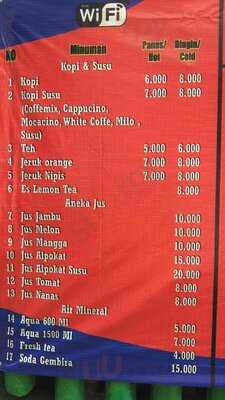 WiFi
NO Minuman Panas/ Hot Dingin/ Cold
Kopi & Susu
1 Kopi 6.000 8.000
2 Kopi Susu 7.000 8.000
(Coffemix, Cappucino,
Mocacino,White Coffe, Milo ,
Susu)
3 Teh 5.000 6.000
4 Jeruk orange 7.000 8.000
5 Jeruk Nipis 7.000 8.000
6 Es Lemon Tea 8.000
Aneka Jus
7 Jus Jambu 10,000
8 Jus Melon 10,000
9 Jus Mangga 10,000
10 Jus Alpokat 15,000
11 Jus Alpokat Susu 20,000
12 Jus Tomat 8,000
13 Jus Nanas 8,000
Air Mineral
14 Aqua 600 Ml 5,000
15 Aqua 1500 Ml 7,000
16 Fresh tea 4,000
17 Soda Gembira 15,000